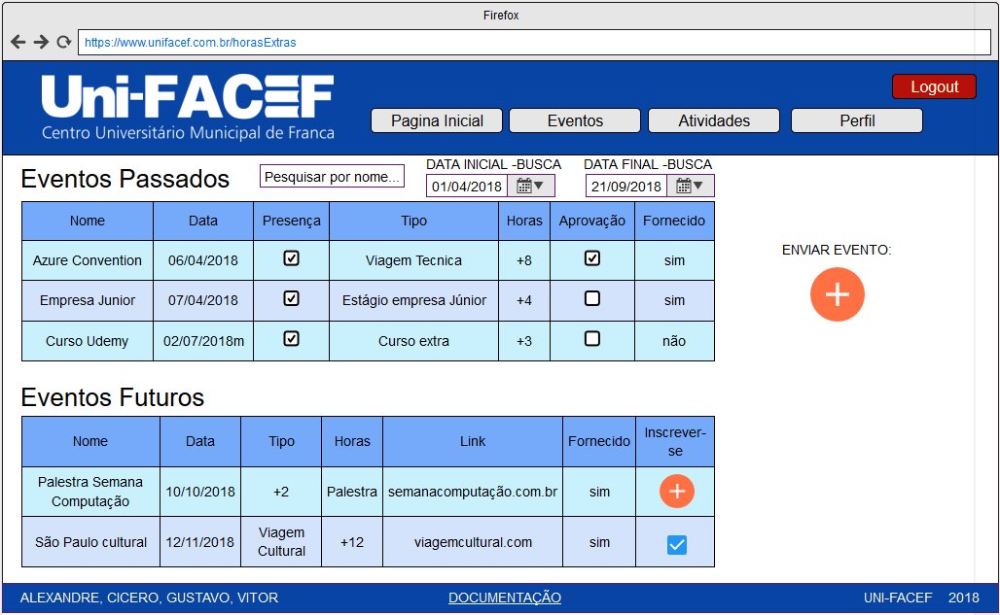 Firefox
https://www.unifacef.com.br/horasExtras
Uni-FACEF
Centro Universitário Municipal de Franca
Logout
Pagina Inicial Eventos Atividades Perfil
Eventos Passados
Pesquisar por nome...
DATA INICIAL -BUSCA DATA FINAL -BUSCA
01/04/2018 21/09/2018
Nome Data Presença Tipo Horas Aprovação Fornecido
Azure Convention 06/04/2018 Viagem Tecnica +8 sim
Empresa Junior 07/04/2018 Estágio empresa Júnior +4 sim
Curso Udemy 02/07/2018m Curso extra +3 não
ENVIAR EVENTO:
Eventos Futuros
Nome Data Tipo Horas Link Fornecido Inscrever-
se
Palestra Semana
Computação 10/10/2018 +2 Palestra semanacomputação.com.br sim
São Paulo cultural 12/11/2018 Viagem
Cultural +12 viagemcultural.com sim
ALEXANDRE, CICERO, GUSTAVO, VITOR DOCUMENTAÇÃO UNI-FACEF 2018